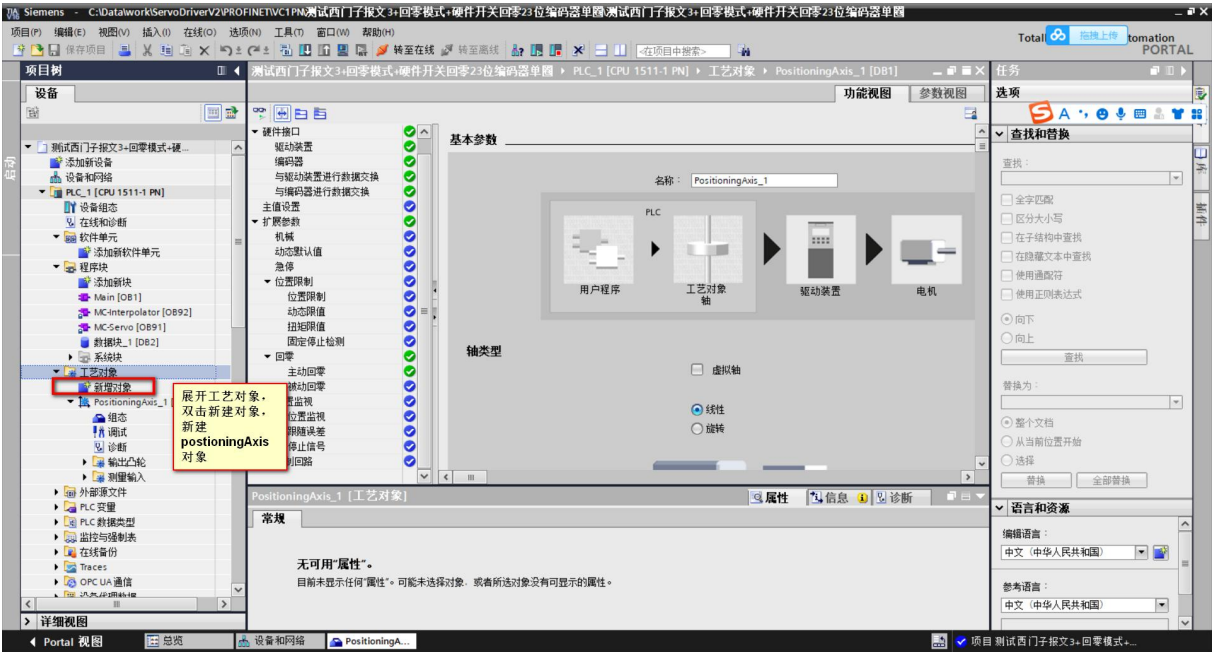 Siemens - C:\Data\work\ServoDriverV2\PROFINET\VC1PN\测试西门子报文3+回零模式+硬件开关回零23位编码器单圈\测试西门子报文3+回零模式+硬件开关回零23位编码器单圈
项目(P) 编辑(E) 视图(V) 插入(I) 在线(O) 选项(N) 工具(T) 窗口(W) 帮助(H)
Totall 拖拽上传 tomation
PORTAL
保存项目 转至在线 转至离线 <在项目中搜索>
项目树
测试西门子报文3+回零模式+硬件开关回零23位编码器单圈 PLC_1 [CPU 1511-1 PN] 工艺对象 PositioningAxis_1 [DB1]
任务
设备
功能视图 参数视图
选项
启动
测试西门子报文3+回零模式+硬...
添加新设备
设备和网络
PLC_1 [CPU 1511-1 PN]
设备组态
在线和诊断
软件单元
添加新软件单元
程序块
添加新块
Main [OB1]
MC-Interpolator [OB92]
MC-Servo [OB91]
数据块_1 [DB2]
系统块
工艺对象
新增对象
PositioningAxis_1
组态
调试
诊断
输出凸轮
测量输入
外部源文件
PLC 变量
PLC 数据类型
监控与强制表
在线备份
Traces
OPC UA 通信
设备代理数据
详细视图
展开工艺对象,
双击新建对象,
新建
postioningAxis
对象
硬件接口
驱动装置
编码器
与驱动装置进行数据交换
与编码器进行数据交换
主值设置
扩展参数
机械
动态默认值
急停
位置限制
位置限制
动态限值
扭矩限值
固定停止检测
回零
主动回零
被动回零
置监视
位置监视
跟随误差
停止信号
制回路
基本参数
名称: PositioningAxis_1
PLC
用户程序
工艺对象
轴
驱动装置
电机
轴类型
虚拟轴
线性
旋转
PositioningAxis_1 [工艺对象]
属性 信息 诊断
常规
无可用"属性"。
目前未显示任何"属性"。可能未选择对象, 或者所选对象没有可显示的属性。
查找和替换
查找:
全字匹配
区分大小写
在子结构中查找
在隐藏文本中查找
使用通配符
使用正则表达式
向下
向上
查找
替换为:
整个文档
从当前位置开始
选择
替换 全部替换
语言和资源
编辑语言:
中文(中华人民共和国)
参考语言:
中文(中华人民共和国)
Portal 视图 总览 设备和网络 PositioningA... 项目 测试西门子报文3+回零模式+...